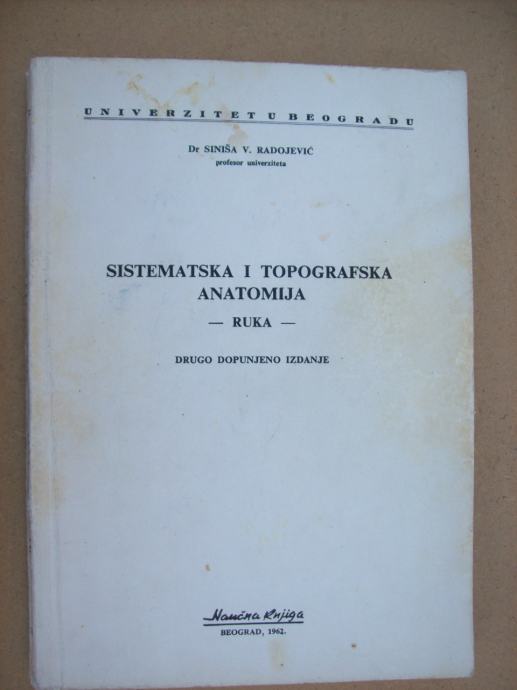 UNIVERZITET U BEOGRADU
Dr SINIŠA V. RADOJEVIĆ
profesor univerziteta
SISTEMATSKA I TOPOGRAFSKA
ANATOMIJA
— RUKA —
DRUGO DOPUNJENO IZDANJE
Naučna Knjiga
BEOGRAD, 1962.